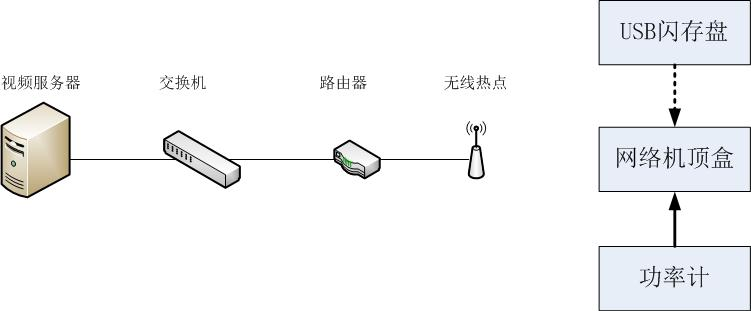 视频服务器
交换机
路由器
无线热点
USB闪存盘
网络机顶盒
功率计